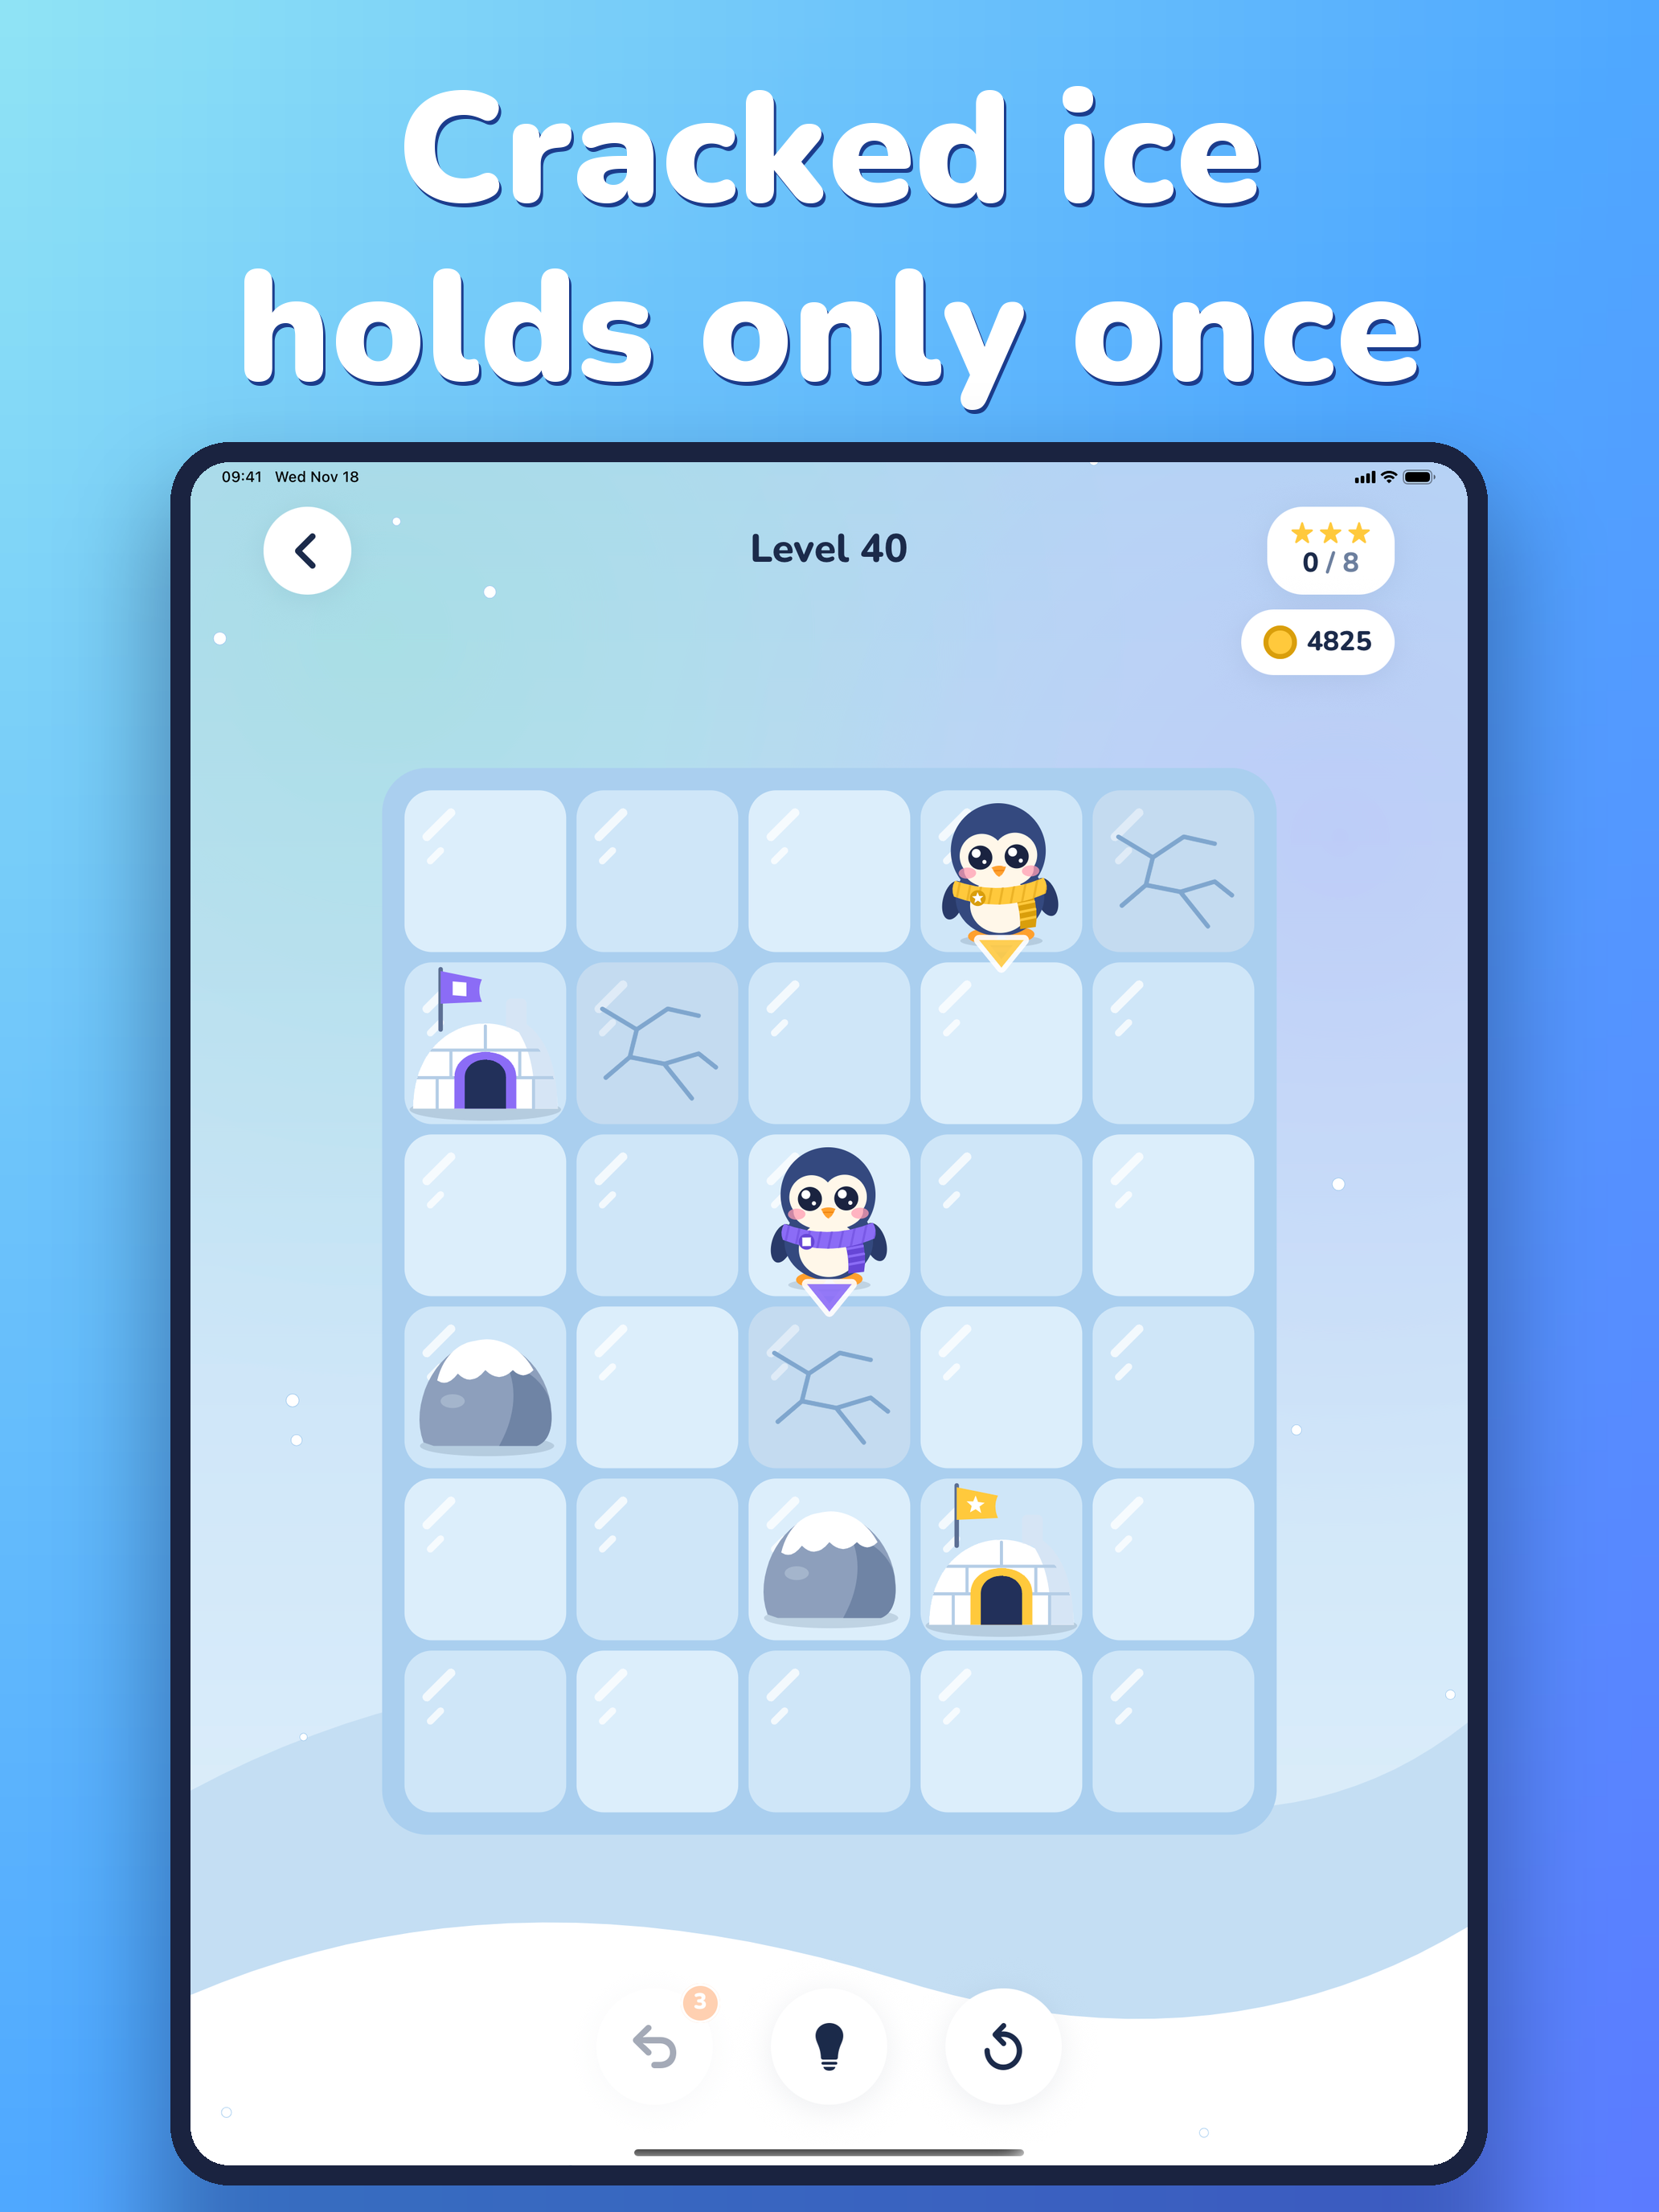 Cracked ice
holds only once
09:41 Wed Nov 18
Level 40
0 / 8
4825
3